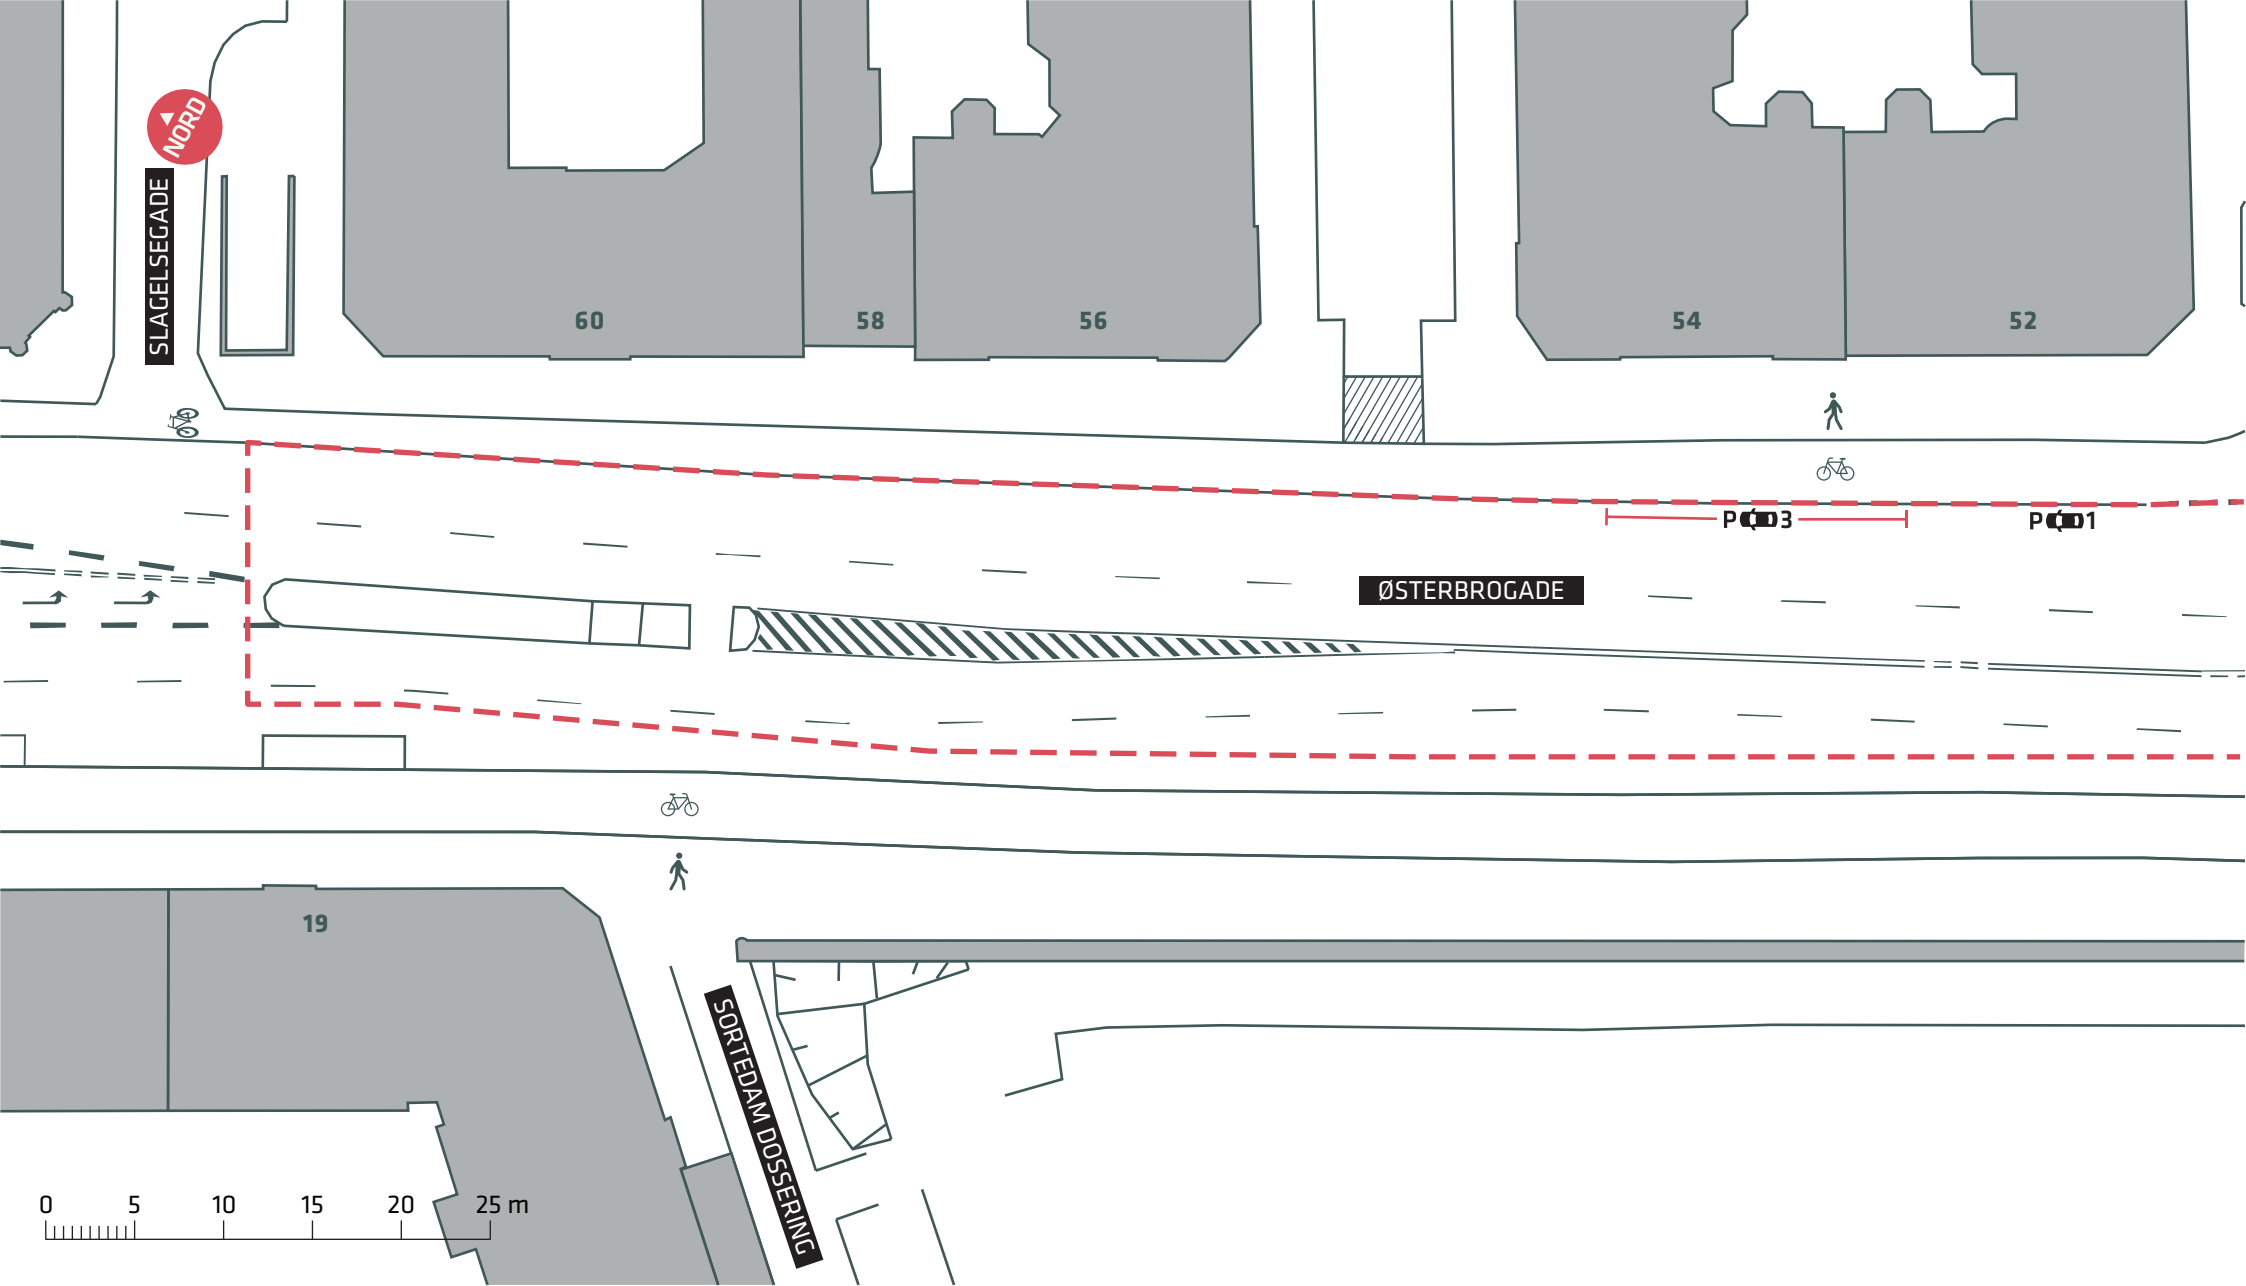 NORD
SLAGELSEGADE
60
58
56
54
52
P 3
P 1
ØSTERBROGADE
19
SORTEDAM DOSSERING
0 5 10 15 20 25 m